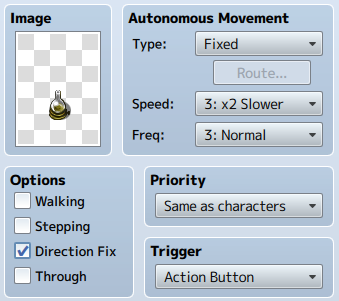 Image
Autonomous Movement
Type: Fixed
Route...
Speed: 3: x2 Slower
Freq: 3: Normal
Options
Walking
Stepping
Direction Fix
Through
Priority
Same as characters
Trigger
Action Button